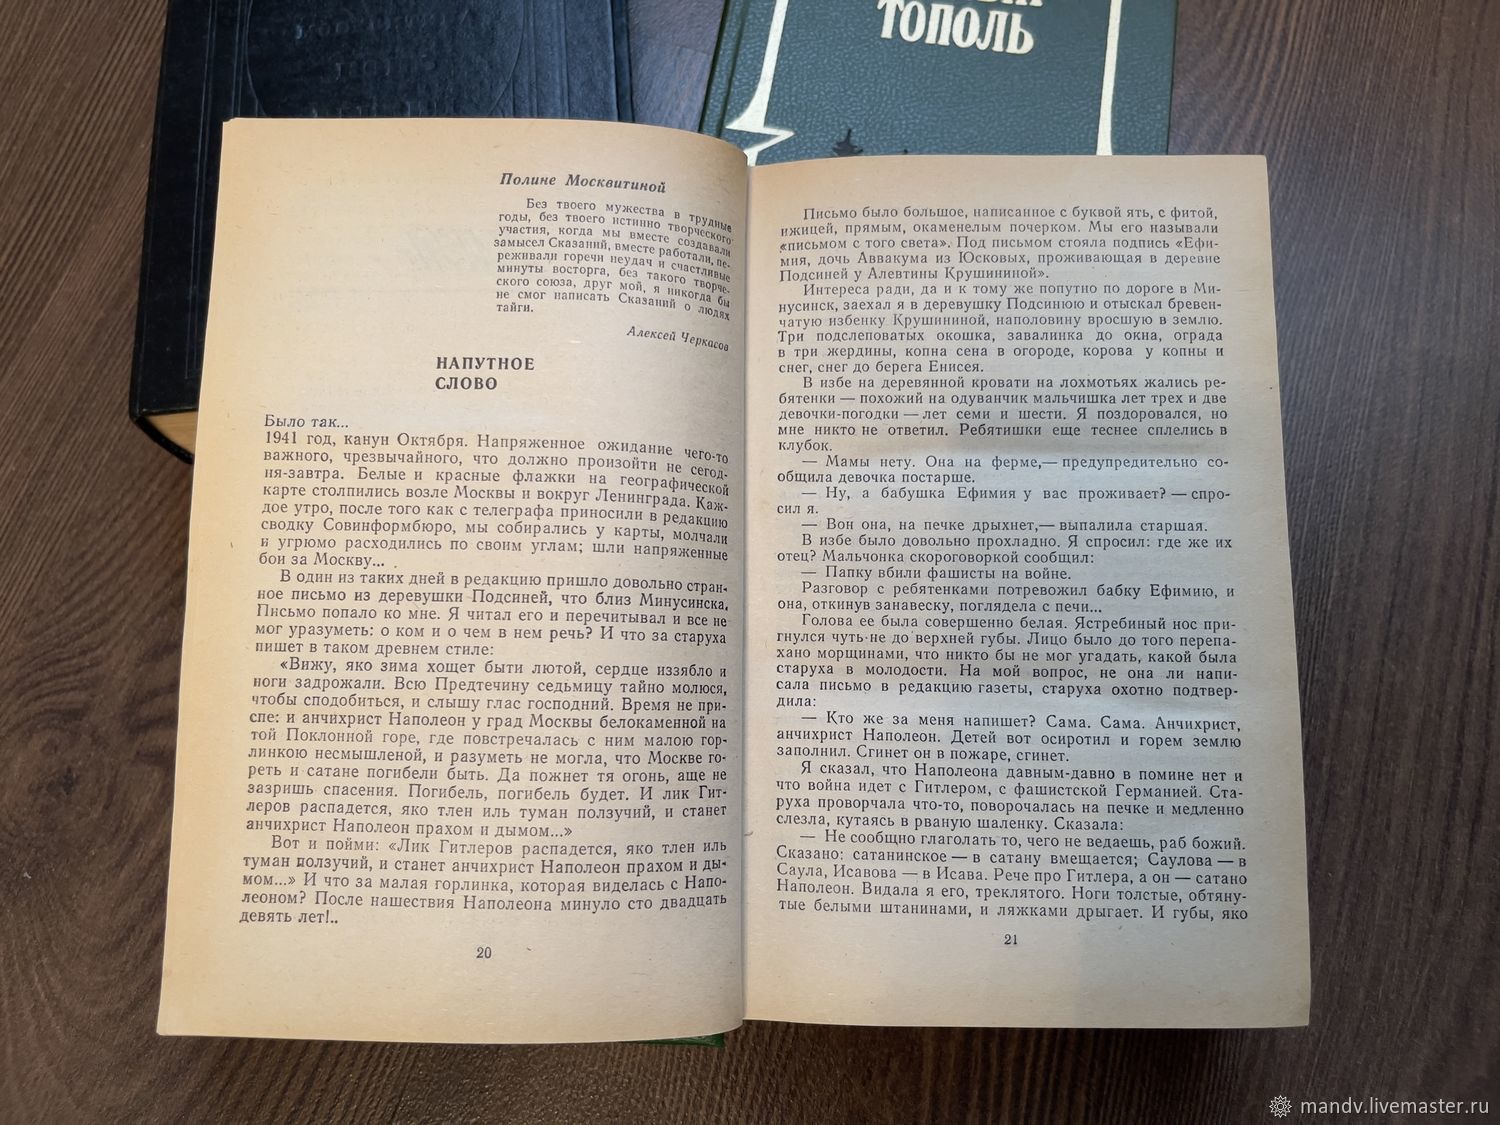 ТОПОЛЬ
Полине Москвитиной
Без твоего мужества в трудные
годы, без твоего истинно творческого
участия, когда мы вместе создавали
замысел Сказаний, вместе работали, пе-
реживали горечи неудач и счастливые
минуты восторга, без такого творче-
ского союза, друг мой, я никогда бы
не смог написать Сказаний о людях
тайги.
Алексей Черкасов
НАПУТНОЕ
СЛОВО
Было так...
1941 год, канун Октября. Напряженное ожидание чего-то
важного, чрезвычайного, что должно произойти не сегод-
ня-завтра. Белые и красные флажки на географической
карте столпились возле Москвы и вокруг Ленинграда. Каж-
дое утро, после того как с телеграфа приносили в редакцию
сводку Совинформбюро, мы собирались у карты, молчали
и угрюмо расходились по своим углам; шли напряженные
бои за Москву...
В один из таких дней в редакцию пришло довольно стран-
ное письмо из деревушки Подсиней, что близ Минусинска.
Письмо попало ко мне. Я читал его и перечитывал и все не
мог уразуметь: о ком и о чем в нем речь? И что за старуха
пишет в таком древнем стиле:
«Вижу, яко зима хощет быти лютой, сердце иззябло и
ноги задрожали. Всю Предтечину седьмицу тайно молюся,
чтобы сподобиться, и слышу глас господний. Время не при-
спе: и анчихрист Наполеон у град Москвы белокаменной на
той Поклонной горе, где повстречалась с ним малою гор-
линкою несмышленой, и разуметь не могла, что Москве го-
реть и сатане погибели быть. Да пожнет тя огонь, аще не
зазришь спасения. Погибель, погибель будет. И лик Гит-
леров распадется, яко тлен иль туман ползучий, и станет
анчихрист Наполеон прахом и дымом...»
Вот и пойми: «Лик Гитлеров распадется, яко тлен иль
туман ползучий, и станет анчихрист Наполеон прахом и ды-
мом...» И что за малая горлинка, которая виделась с Напо-
леоном? После нашествия Наполеона минуло сто двадцать
девять лет!..
20
Письмо было большое, написанное с буквой ять, с фитой,
ижицей, прямым, окаменелым почерком. Мы его называли
«письмом с того света». Под письмом стояла подпись «Ефи-
мия, дочь Аввакума из Юсковых, проживающая в деревне
Подсиней у Алевтины Крушининой».
Интереса ради, да и к тому же попутно по дороге в Ми-
нусинск, заехал я в деревушку Подсинюю и отыскал бревен-
чатую избенку Крушининой, наполовину вросшую в землю.
Три подслеповатых окошка, завалинка до окна, ограда
в три жердины, копна сена в огороде, корова у копны и
снег, снег до берега Енисея.
В избе на деревянной кровати на лохмотьях жались ре-
бятенки — похожий на одуванчик мальчишка лет трех и две
девочки-погодки — лет семи и шести. Я поздоровался, но
мне никто не ответил. Ребятишки еще теснее сплелись в
клубок.
— Мамы нету. Она на ферме,— предупредительно со-
общила девочка постарше.
— Ну, а бабушка Ефимия у вас проживает? — спро-
сил я.
— Вон она, на печке дрыхнет,— выпалила старшая.
В избе было довольно прохладно. Я спросил: где же их
отец? Мальчонка скороговоркой сообщил:
— Папку вбили фашисты на войне.
Разговор с ребятенками потревожил бабку Ефимию, и
она, откинув занавеску, поглядела с печи...
Голова ее была совершенно белая. Ястребиный нос при-
гнулся чуть не до верхней губы. Лицо было до того перепа-
хано морщинами, что никто бы не мог угадать, какой была
старуха в молодости. На мой вопрос, не она ли напи-
сала письмо в редакцию газеты, старуха охотно подтвер-
дила:
— Кто же за меня напишет? Сама. Сама. Анчихрист,
анчихрист Наполеон. Детей вот осиротил и горем землю
заполнил. Сгинет он в пожаре, сгинет.
Я сказал, что Наполеона давным-давно в помине нет и
что война идет с Гитлером, с фашистской Германией. Ста-
руха проворчала что-то, поворочалась на печке и медленно
слезла, кутаясь в рваную шаленку. Сказала:
— Не сообщно глаголать то, чего не ведаешь, раб божий.
Сказано: сатанинское — в сатану вмещается; Саулова — в
Саула, Исавова — в Исава. Рече про Гитлера, а он — сатано
Наполеон. Видала я его, треклятого. Ноги толстые, обтяну-
тые белыми штанинами, и ляжками дрыгает. И губы, яко
21
mandv.livemaster.ru